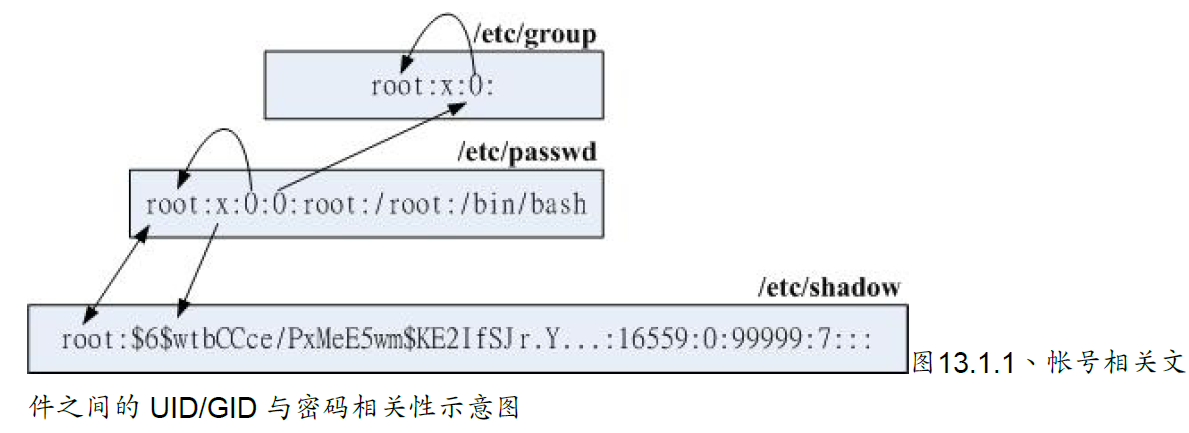 /etc/group
root:x:0:
/etc/passwd
root:x:0:0:root:/root:/bin/bash
/etc/shadow
root:$6$wtbCCce/PxMeE5wm$KE2IfSJr.Y...:16559:0:99999:7:::
图13.1.1、帐号相关文
件之间的 UID/GID 与密码相关性示意图